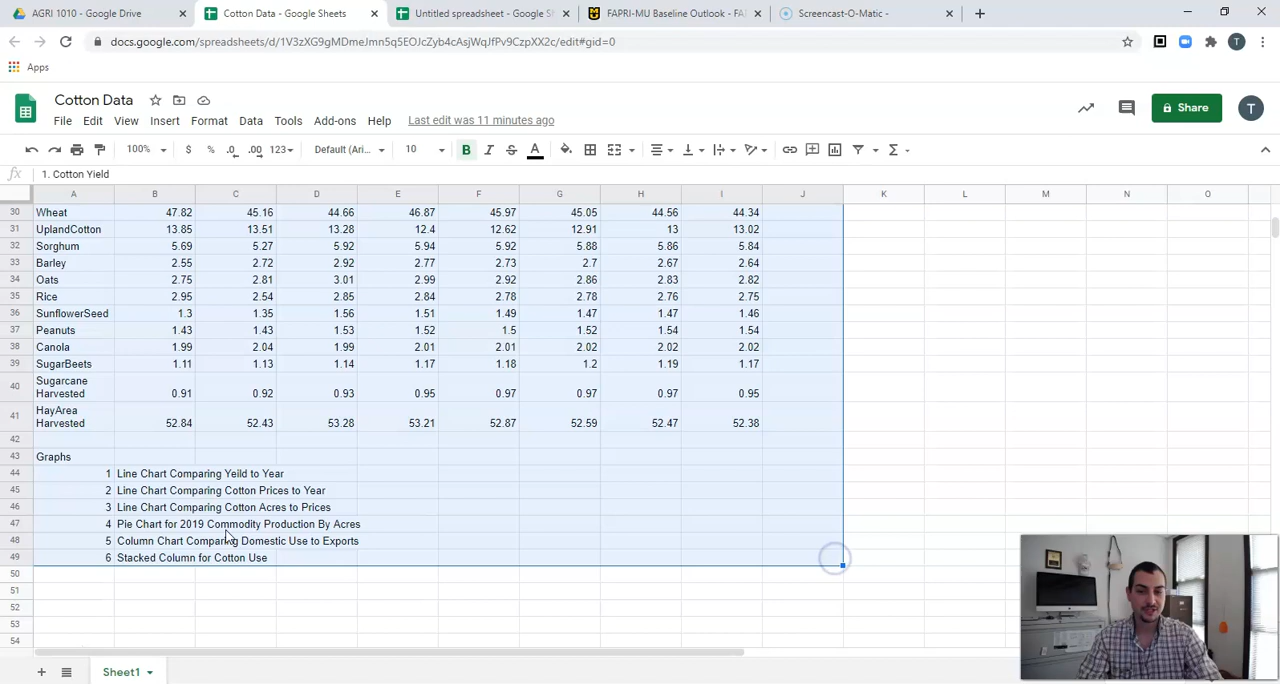 AGRI 1010 - Google Drive
Cotton Data - Google Sheets
Untitled spreadsheet - Google S
FAPRI-MU Baseline Outlook - FA
Screencast-O-Matic -
docs.google.com/spreadsheets/d/1V3zXG9gMDmeJmn5q5EOJcZyb4cAsjWqJfPv9CzpXX2c/edit#gid=0
T
Apps
Cotton Data
Share
T
File Edit View Insert Format Data Tools Add-ons Help Last edit was 11 minutes ago
100% $ % .0 .00 123 Default (Ari... 10 B I S A
fx 1. Cotton Yield
A B C D E F G H I J K L M N O
30 Wheat 47.82 45.16 44.66 46.87 45.97 45.05 44.56 44.34
31 UplandCotton 13.85 13.51 13.28 12.4 12.62 12.91 13 13.02
32 Sorghum 5.69 5.27 5.92 5.94 5.92 5.88 5.86 5.84
33 Barley 2.55 2.72 2.92 2.77 2.73 2.7 2.67 2.64
34 Oats 2.75 2.81 3.01 2.99 2.92 2.86 2.83 2.82
35 Rice 2.95 2.54 2.85 2.84 2.78 2.78 2.76 2.75
36 SunflowerSeed 1.3 1.35 1.56 1.51 1.49 1.47 1.47 1.46
37 Peanuts 1.43 1.43 1.53 1.52 1.5 1.52 1.54 1.54
38 Canola 1.99 2.04 1.99 2.01 2.01 2.02 2.02 2.02
39 SugarBeets 1.11 1.13 1.14 1.17 1.18 1.2 1.19 1.17
Sugarcane
40 Harvested 0.91 0.92 0.93 0.95 0.97 0.97 0.97 0.95
HayArea
41 Harvested 52.84 52.43 53.28 53.21 52.87 52.59 52.47 52.38
42
43 Graphs
44 1 Line Chart Comparing Yeild to Year
45 2 Line Chart Comparing Cotton Prices to Year
46 3 Line Chart Comparing Cotton Acres to Prices
47 4 Pie Chart for 2019 Commodity Production By Acres
48 5 Column Chart Comparing Domestic Use to Exports
49 6 Stacked Column for Cotton Use
50
51
52
53
54
Sheet1